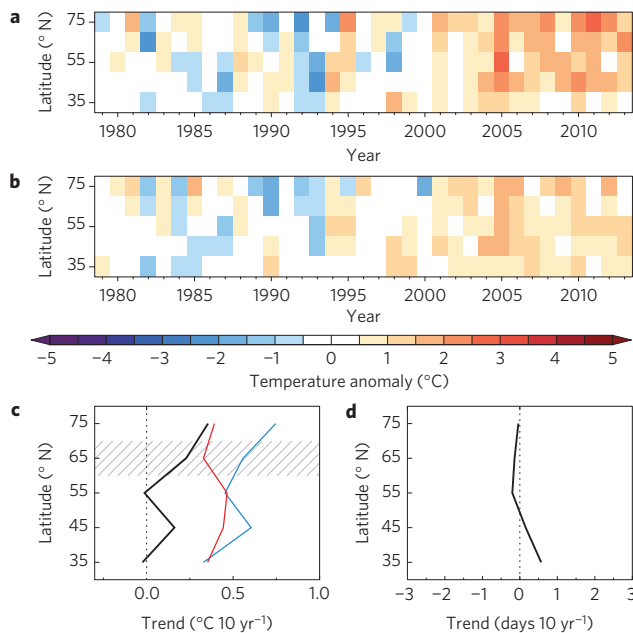 a
Latitude (° N)
75
55
35
1980 1985 1990 1995 2000 2005 2010
Year
b
Latitude (° N)
75
55
35
1980 1985 1990 1995 2000 2005 2010
Year
−5 −4 −3 −2 −1 0 1 2 3 4 5
Temperature anomaly (°C)
c
Latitude (° N)
75
65
55
45
35
0.0 0.5 1.0
Trend (°C 10 yr⁻¹)
d
Latitude (° N)
75
65
55
45
35
−3 −2 −1 0 1 2 3
Trend (days 10 yr⁻¹)